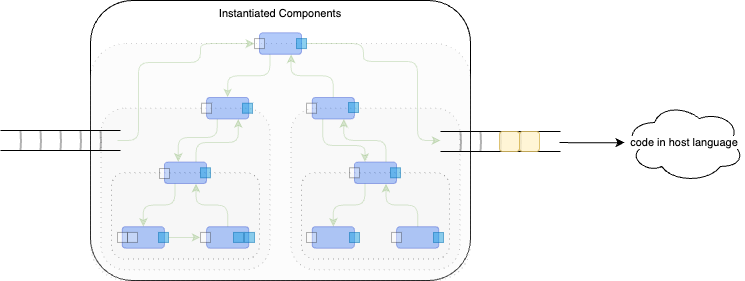 Instantiated Components
code in host language